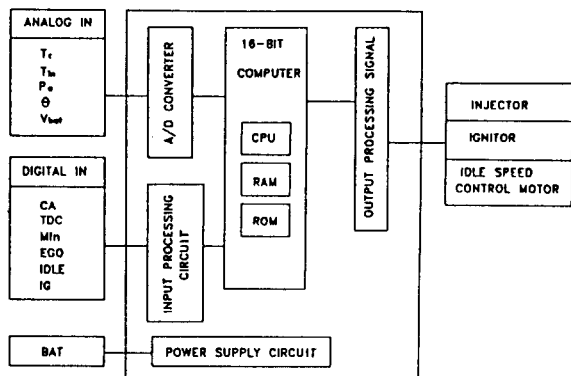 ANALOG IN
Tr
Tin
Pe
θ
Vbat
DIGITAL IN
CA
TDC
Min
EGO
IDLE
IG
BAT
A/D CONVERTER
INPUT PROCESSING
CIRCUIT
POWER SUPPLY CIRCUIT
16-BIT
COMPUTER
CPU
RAM
ROM
OUTPUT PROCESSING SIGNAL
INJECTOR
IGNITOR
IDLE SPEED
CONTROL MOTOR